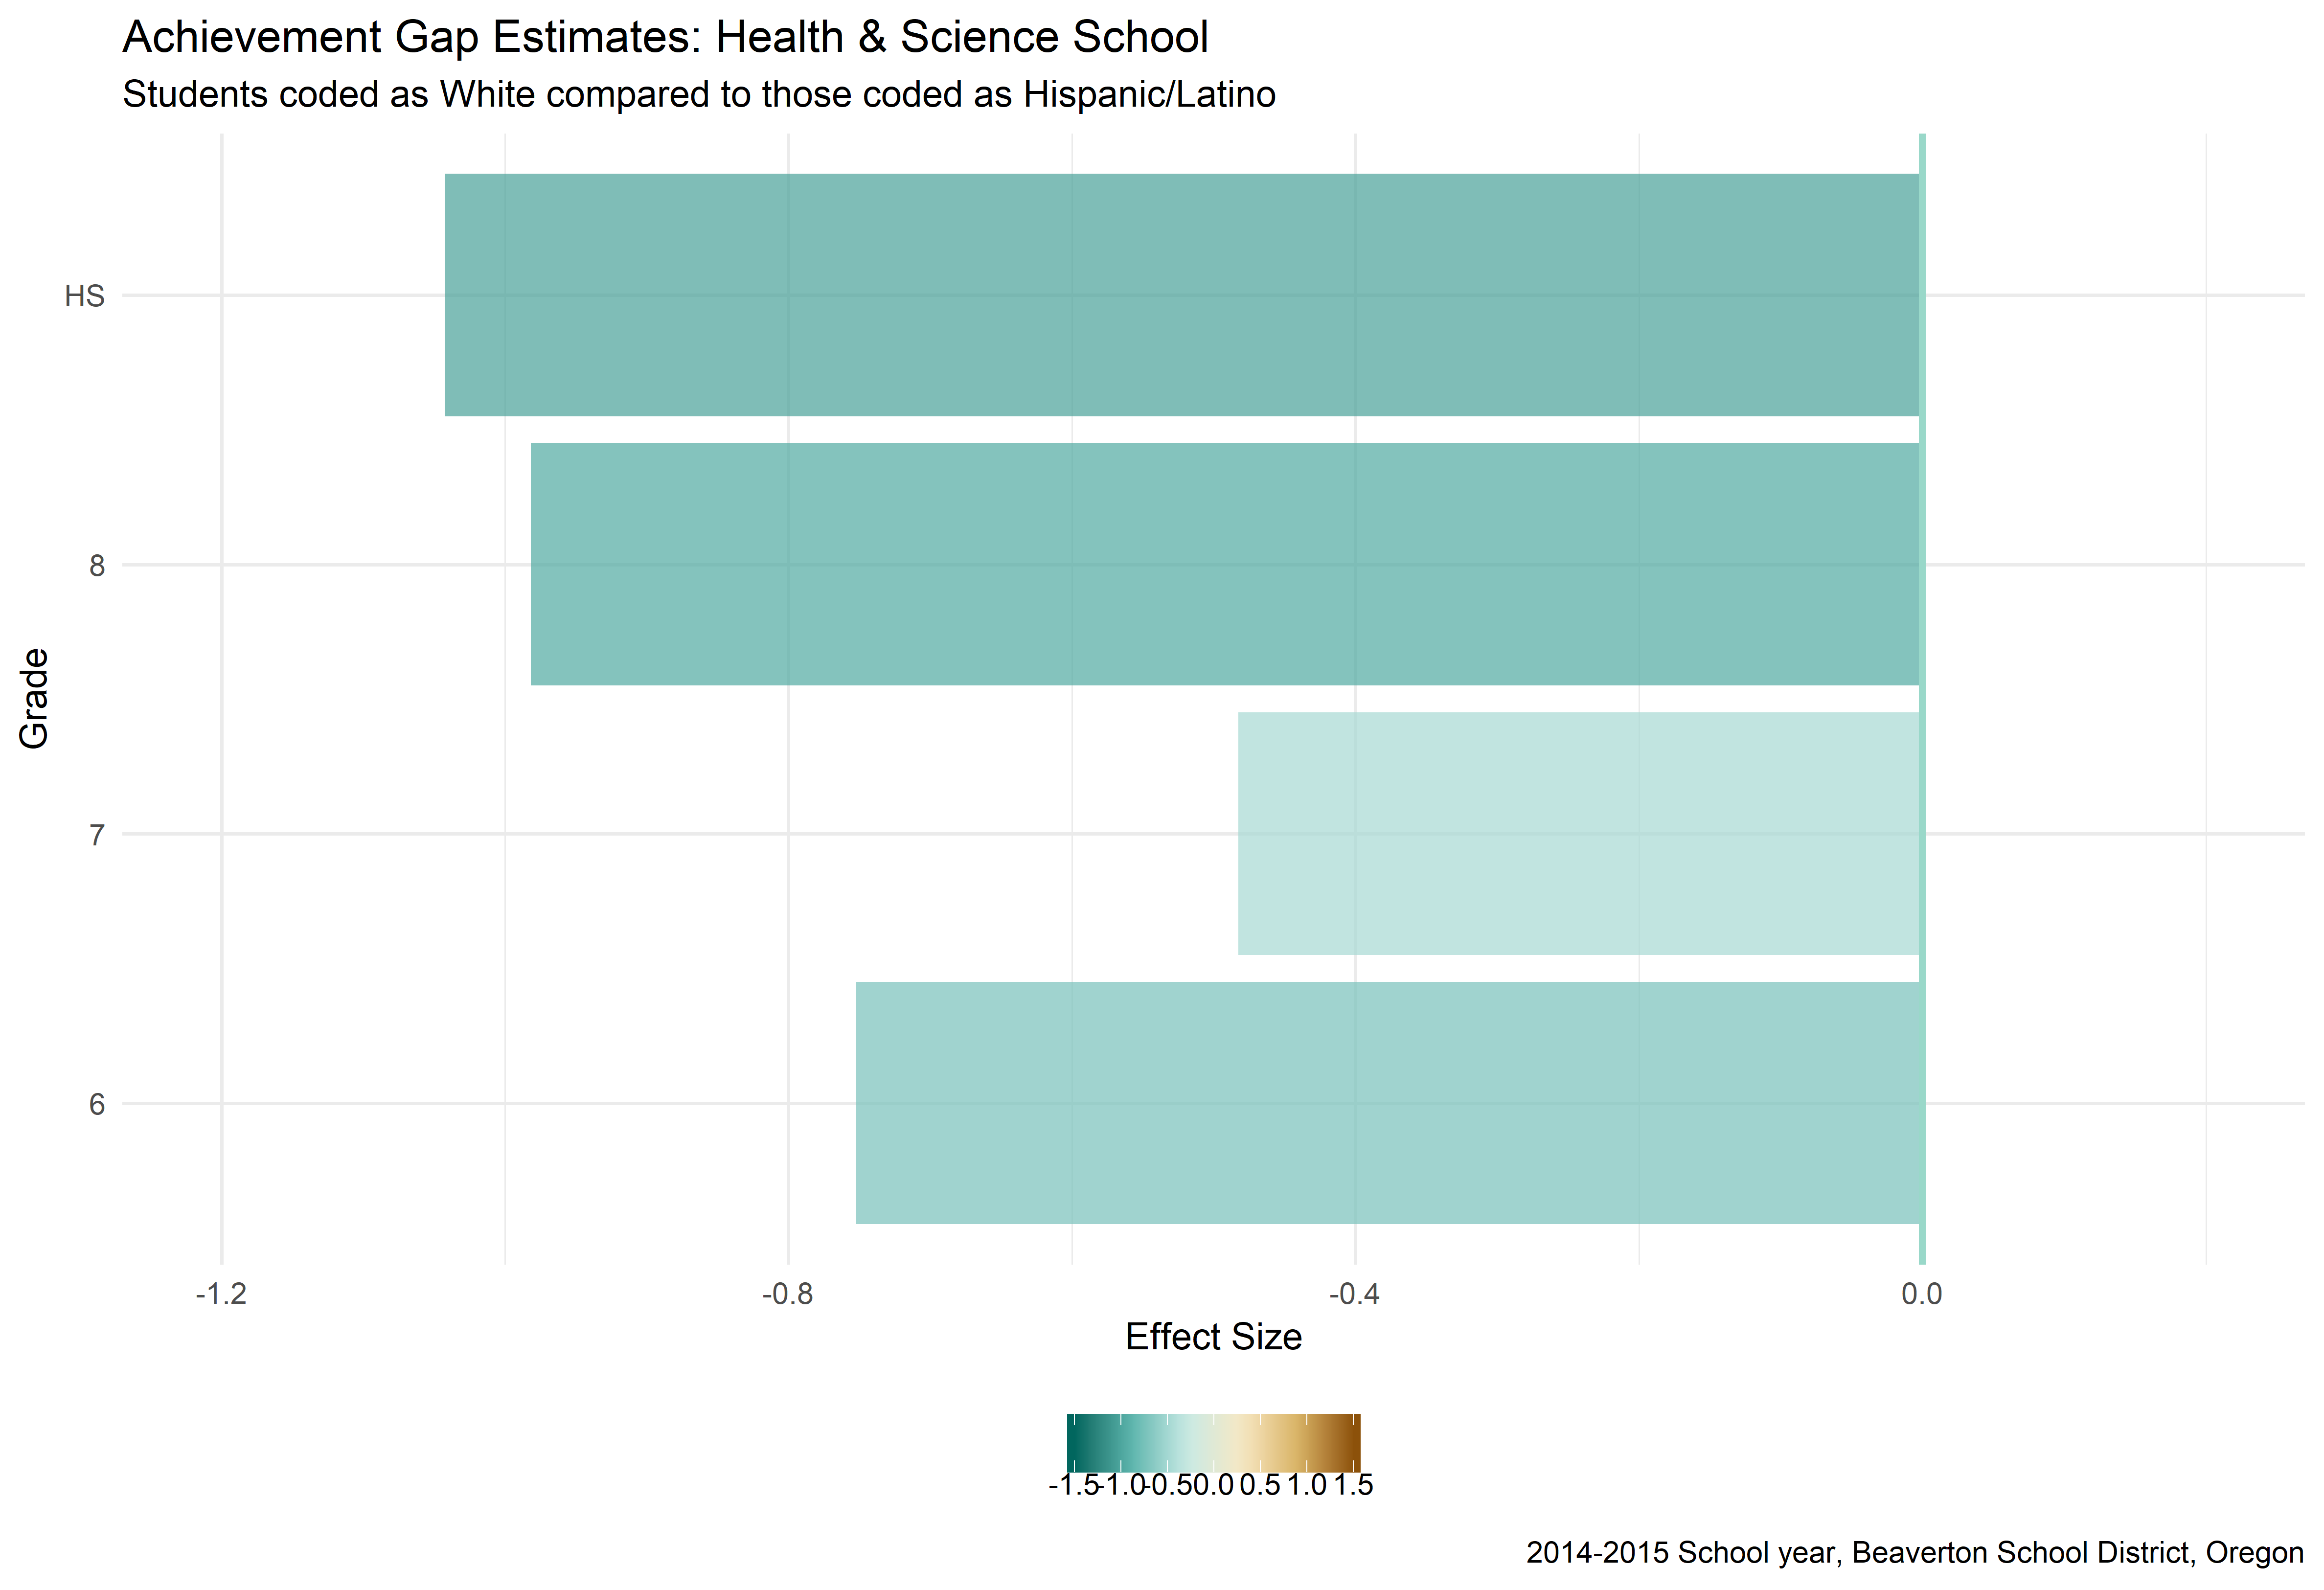 Achievement Gap Estimates: Health & Science School
Students coded as White compared to those coded as Hispanic/Latino
HS
8
7
6
Grade
-1.2 -0.8 -0.4 0.0
Effect Size
-1.5 -1.0 -0.5 0.0 0.5 1.0 1.5
2014-2015 School year, Beaverton School District, Oregon